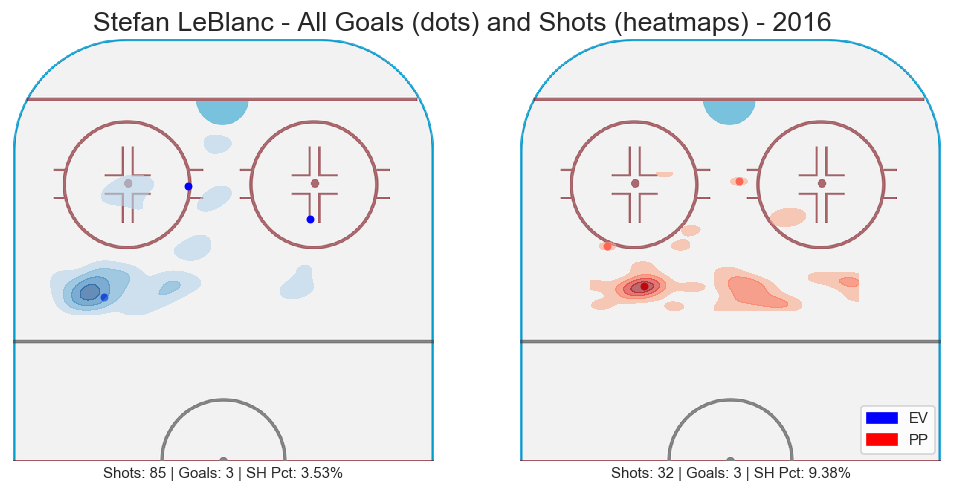 Stefan LeBlanc - All Goals (dots) and Shots (heatmaps) - 2016
EV
PP
Shots: 85 | Goals: 3 | SH Pct: 3.53%
Shots: 32 | Goals: 3 | SH Pct: 9.38%